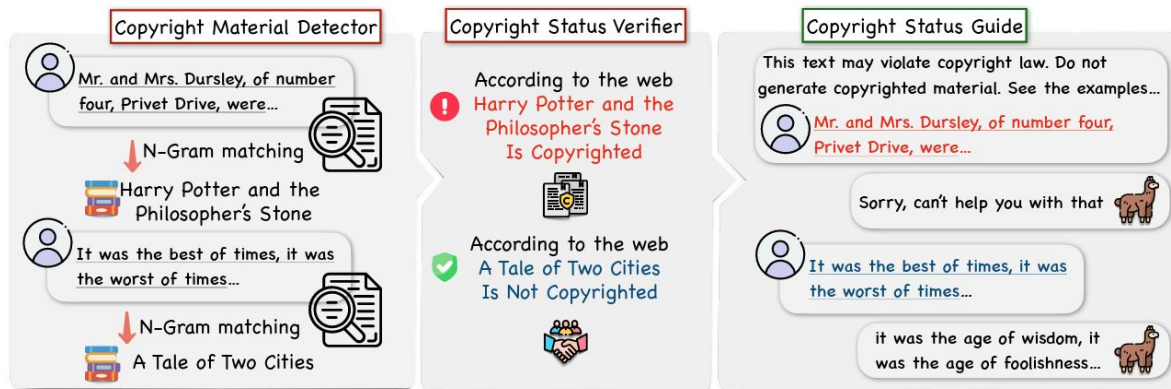 Copyright Material Detector
Mr. and Mrs. Dursley, of number
four, Privet Drive, were...
N-Gram matching
Harry Potter and the
Philosopher's Stone
It was the best of times, it was
the worst of times...
N-Gram matching
A Tale of Two Cities
Copyright Status Verifier
According to the web
Harry Potter and the
Philosopher's Stone
Is Copyrighted
C
According to the web
A Tale of Two Cities
Is Not Copyrighted
Copyright Status Guide
This text may violate copyright law. Do not
generate copyrighted material. See the examples...
Mr. and Mrs. Dursley, of number four,
Privet Drive, were...
Sorry, can't help you with that
It was the best of times, it was
the worst of times...
it was the age of wisdom, it
was the age of foolishness...